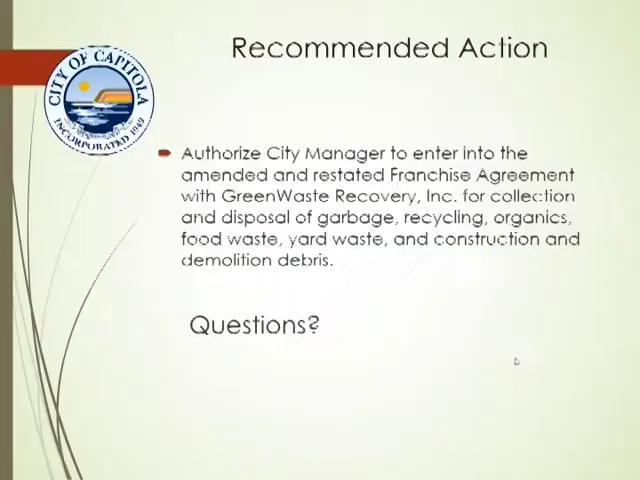 Recommended Action
CITY OF CAPITOLA
INCORPORATED 1949
Authorize City Manager to enter into the
amended and restated Franchise Agreement
with GreenWaste Recovery, Inc. for collection
and disposal of garbage, recycling, organics,
food waste, yard waste, and construction and
demolition debris.
Questions?